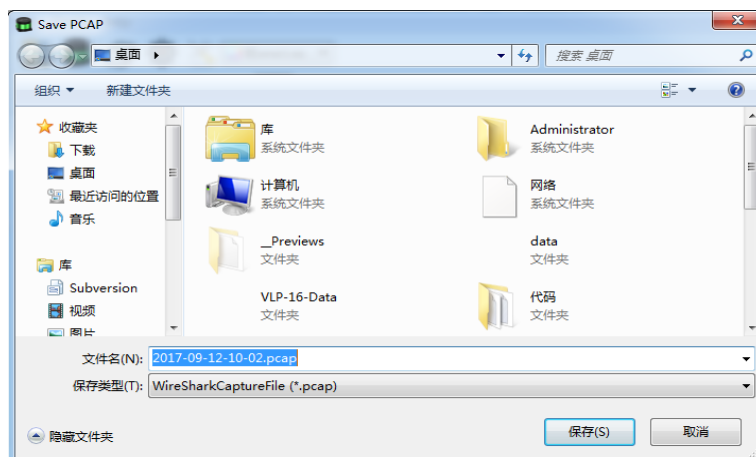 Save PCAP
桌面
搜索 桌面
组织
新建文件夹
收藏夹
下载
桌面
最近访问的位置
音乐
库
Subversion
视频
图片
库
系统文件夹
Administrator
系统文件夹
计算机
系统文件夹
网络
系统文件夹
__Previews
文件夹
data
文件夹
VLP-16-Data
文件夹
代码
文件夹
文件名(N): 2017-09-12-10-02.pcap
保存类型(T): WireSharkCaptureFile (*.pcap)
隐藏文件夹
保存(S)
取消